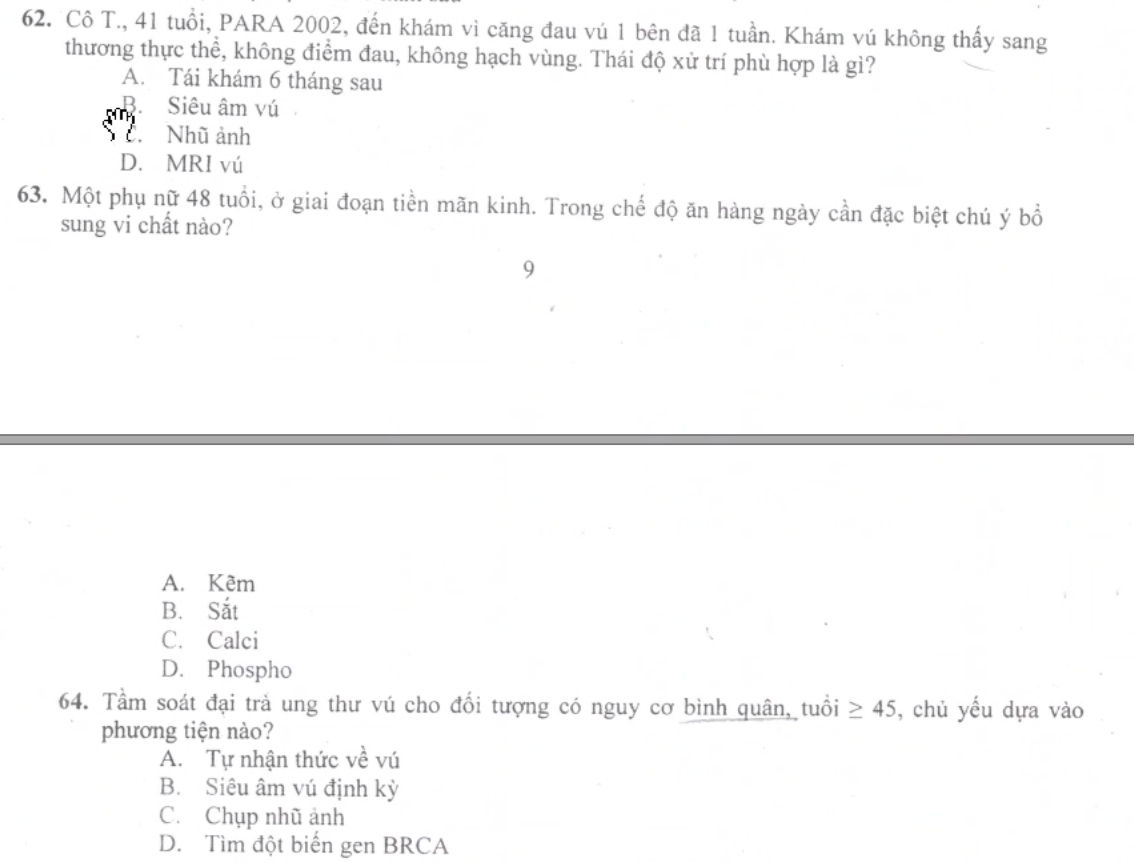 62. Cô T., 41 tuổi, PARA 2002, đến khám vì căng đau vú 1 bên đã 1 tuần. Khám vú không thấy sang
thương thực thể, không điểm đau, không hạch vùng. Thái độ xử trí phù hợp là gì?
A. Tái khám 6 tháng sau
B. Siêu âm vú
C. Nhũ ảnh
D. MRI vú
63. Một phụ nữ 48 tuổi, ở giai đoạn tiền mãn kinh. Trong chế độ ăn hàng ngày cần đặc biệt chú ý bổ
sung vi chất nào?
9
A. Kẽm
B. Sắt
C. Calci
D. Phospho
64. Tầm soát đại trà ung thư vú cho đối tượng có nguy cơ bình quân, tuổi ≥ 45, chủ yếu dựa vào
phương tiện nào?
A. Tự nhận thức về vú
B. Siêu âm vú định kỳ
C. Chụp nhũ ảnh
D. Tìm đột biến gen BRCA